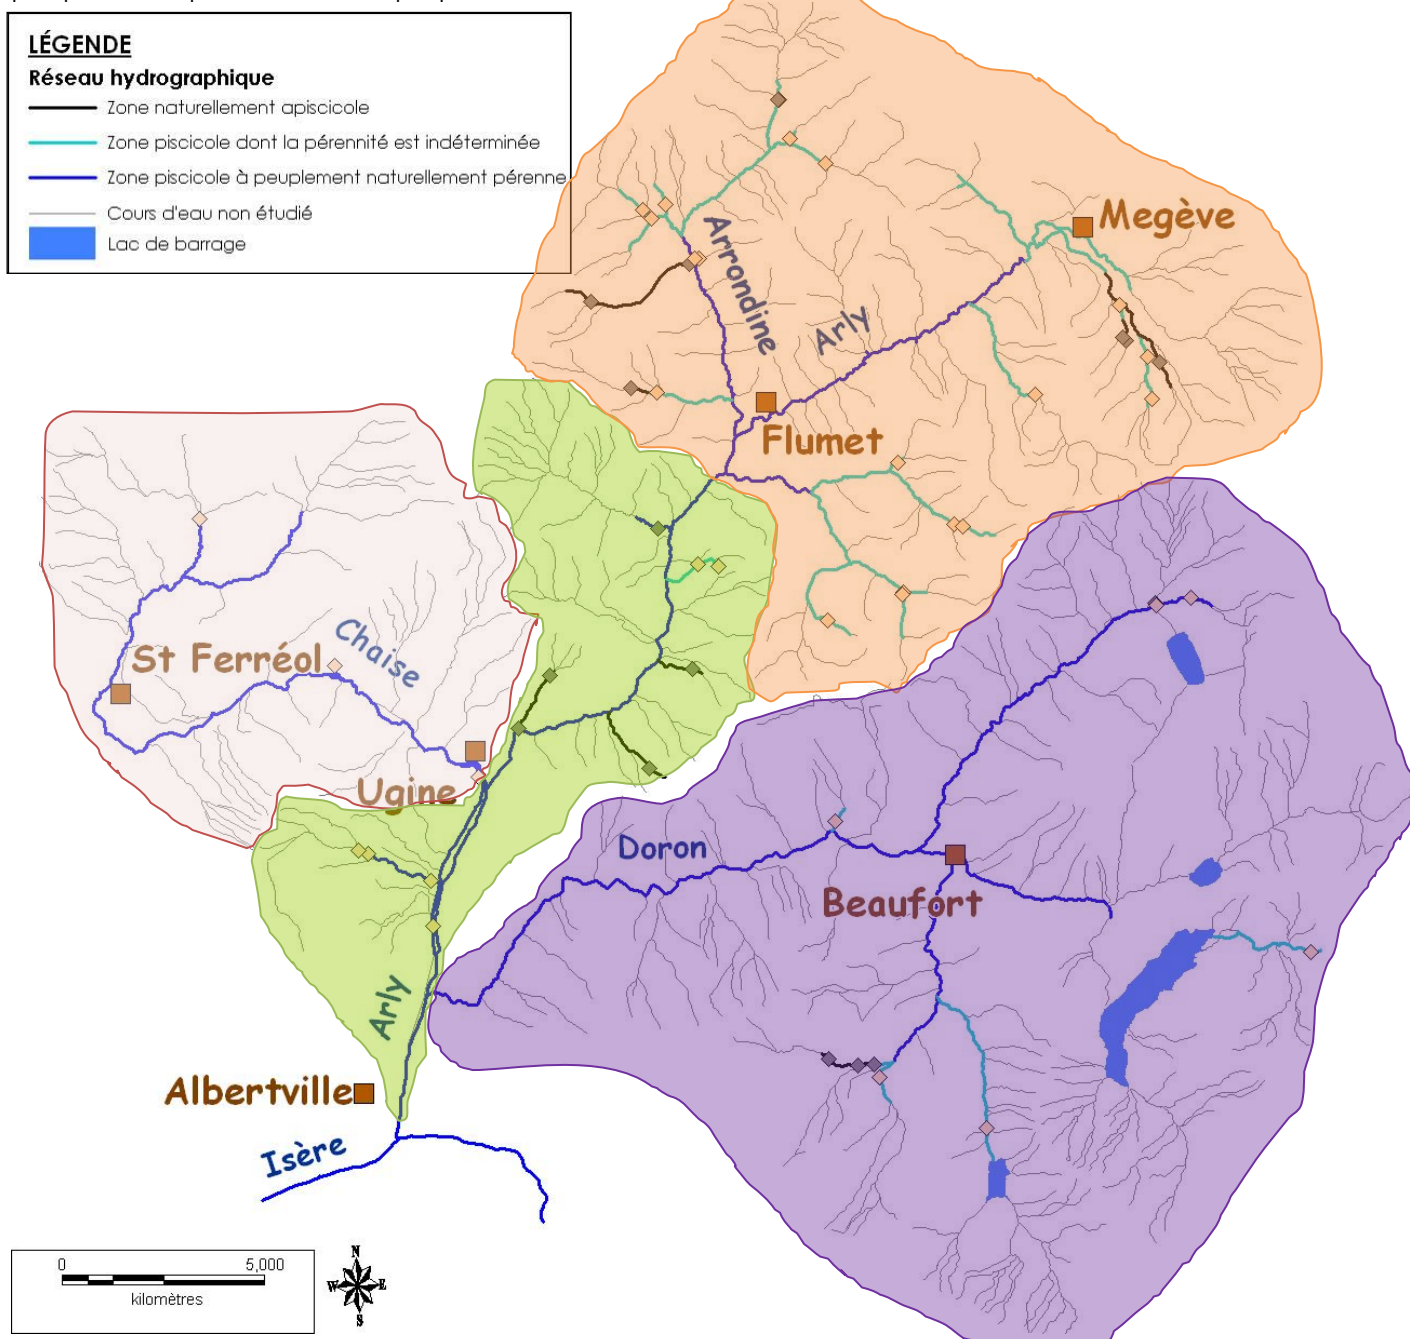 LÉGENDE
Réseau hydrographique
Zone naturellement apiscicole
Zone piscicole dont la pérennité est indéterminée
Zone piscicole à peuplement naturellement pérenne
Cours d'eau non étudié
Lac de barrage
Megève
Arrondine
Arly
Flumet
Chaise
St Ferréol
Ugine
Doron
Beaufort
Arly
Albertville
Isère
0 5,000
kilomètres
N
W E
S